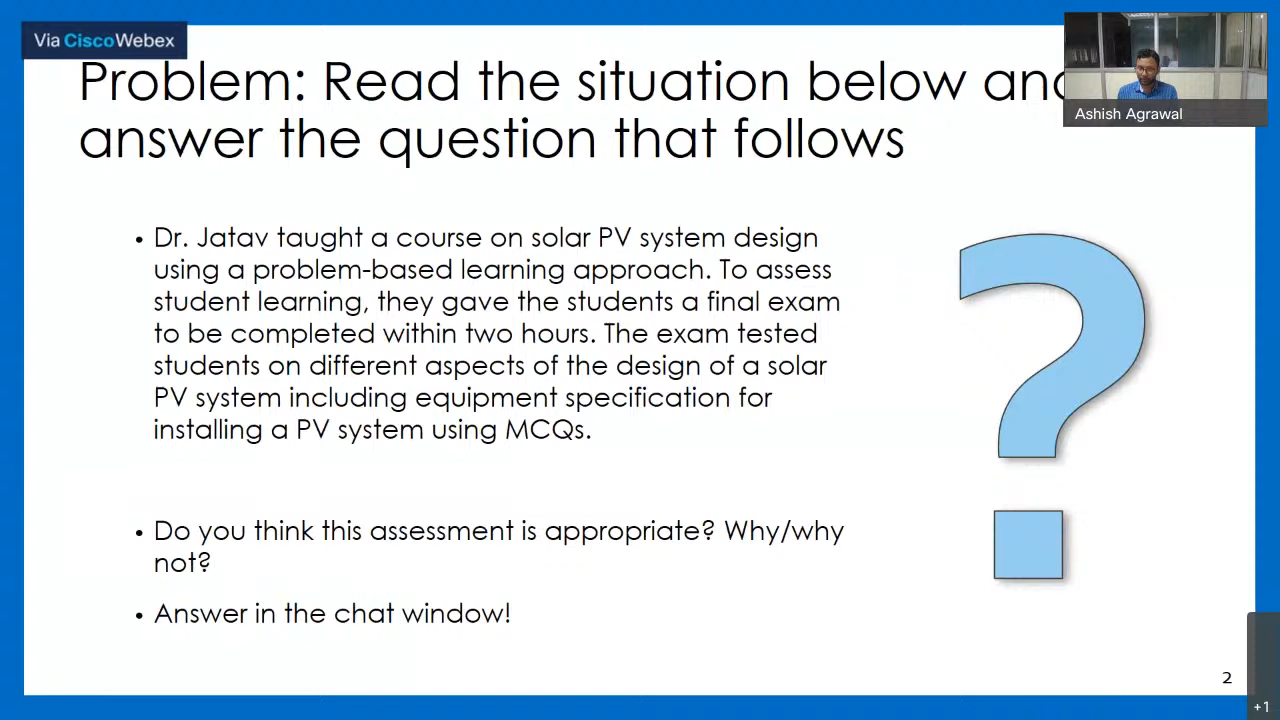 Via CiscoWebex
Problem: Read the situation below and
answer the question that follows
Ashish Agrawal
• Dr. Jatav taught a course on solar PV system design
using a problem-based learning approach. To assess
student learning, they gave the students a final exam
to be completed within two hours. The exam tested
students on different aspects of the design of a solar
PV system including equipment specification for
installing a PV system using MCQs.
• Do you think this assessment is appropriate? Why/why
not?
• Answer in the chat window!
2
+1